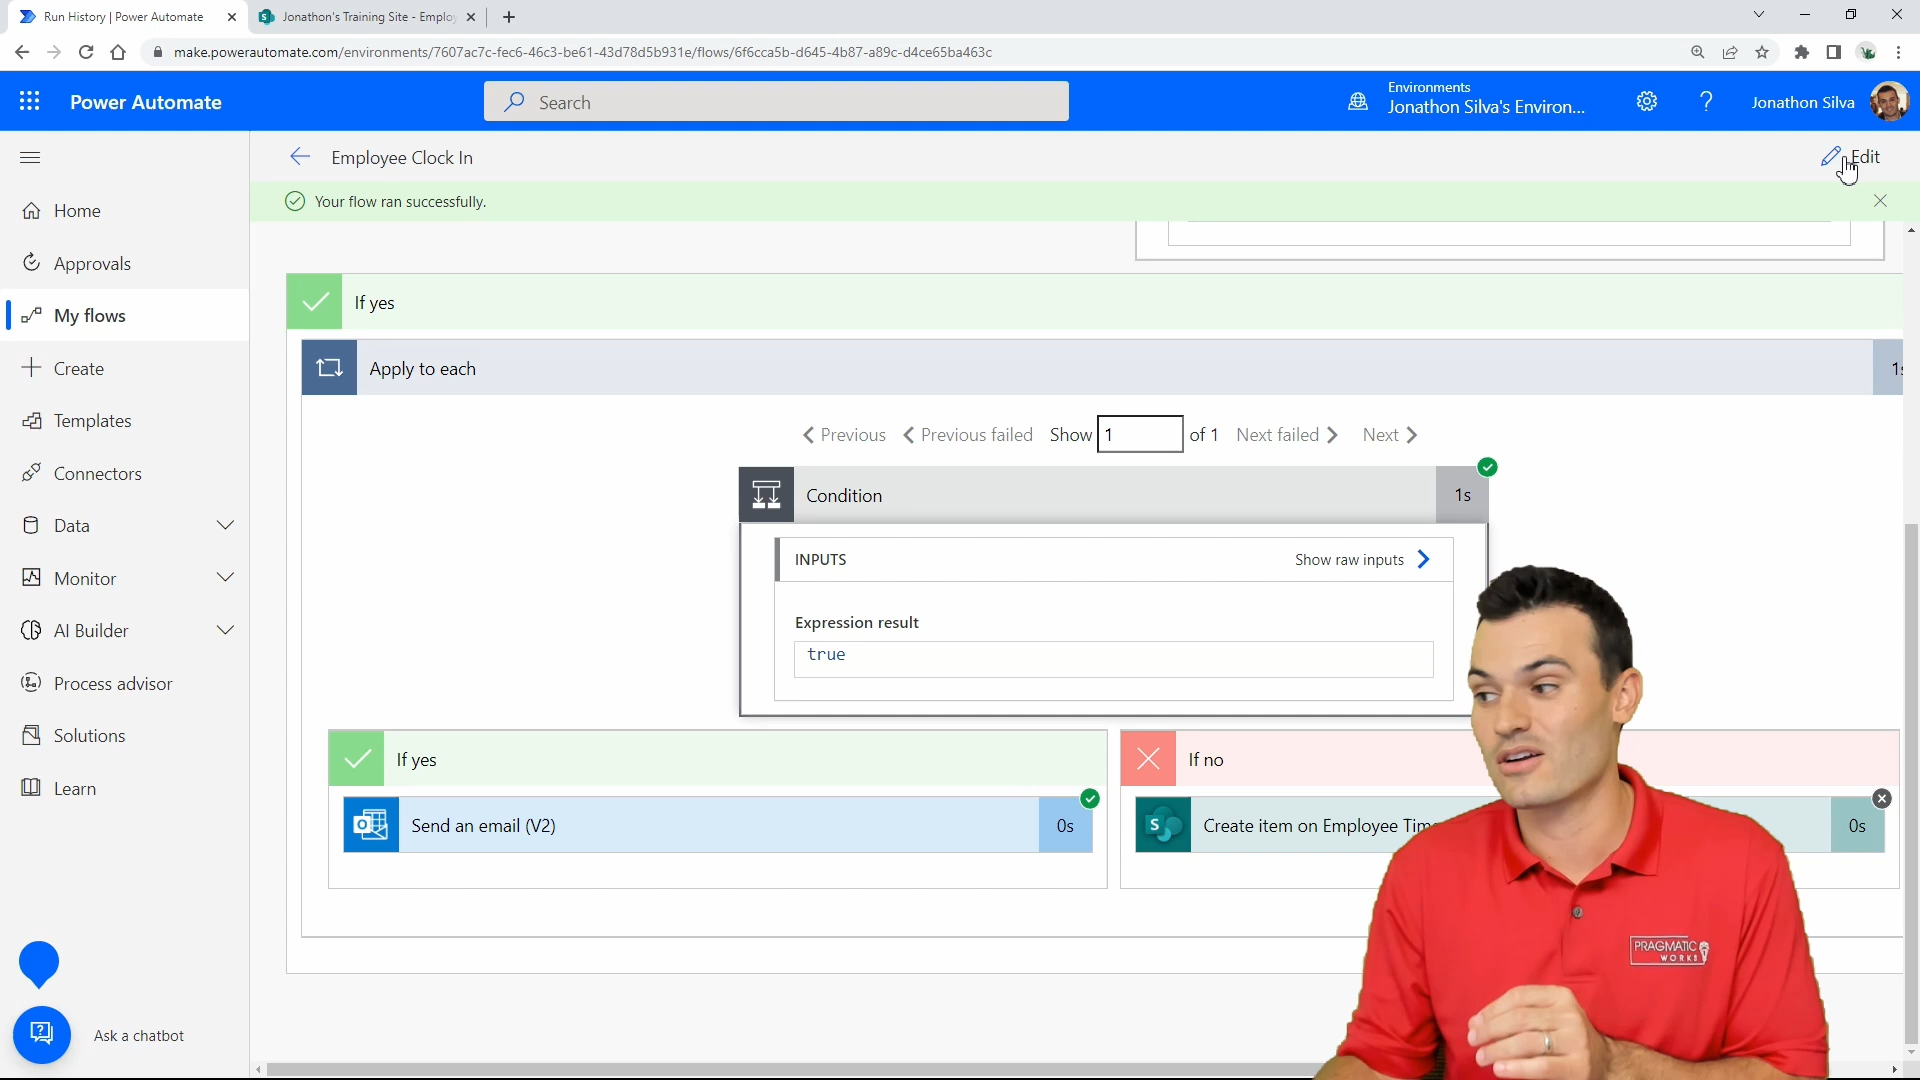 Run History | Power Automate
Jonathon's Training Site - Emplo
make.powerautomate.com/environments/7607ac7c-fec6-46c3-be61-43d78d5b931e/flows/6f6cca5b-d645-4b87-a89c-d4ce65ba463c
Power Automate
Search
Environments
Jonathon Silva's Environ...
Jonathon Silva
Employee Clock In
Edit
Your flow ran successfully.
Home
Approvals
My flows
Create
Templates
Connectors
Data
Monitor
AI Builder
Process advisor
Solutions
Learn
Ask a chatbot
If yes
Apply to each
1s
Previous
Previous failed
Show
1
of 1
Next failed
Next
Condition
1s
INPUTS
Show raw inputs
Expression result
true
If yes
Send an email (V2)
0s
If no
Create item on Employee Tim
0s
PRAGMATIC
WORKS